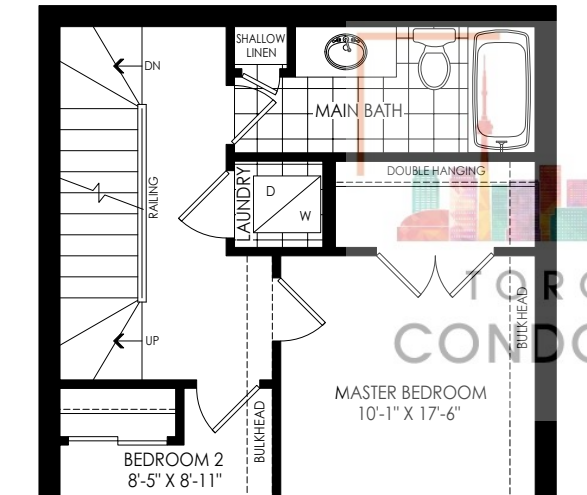 SHALLOW
LINEN
DN
MAIN BATH
DOUBLE HANGING
LAUNDRY
D
W
RAILING
UP
BULKHEAD
MASTER BEDROOM
10'-1" X 17'-6"
BULKHEAD
BEDROOM 2
8'-5" X 8'-11"